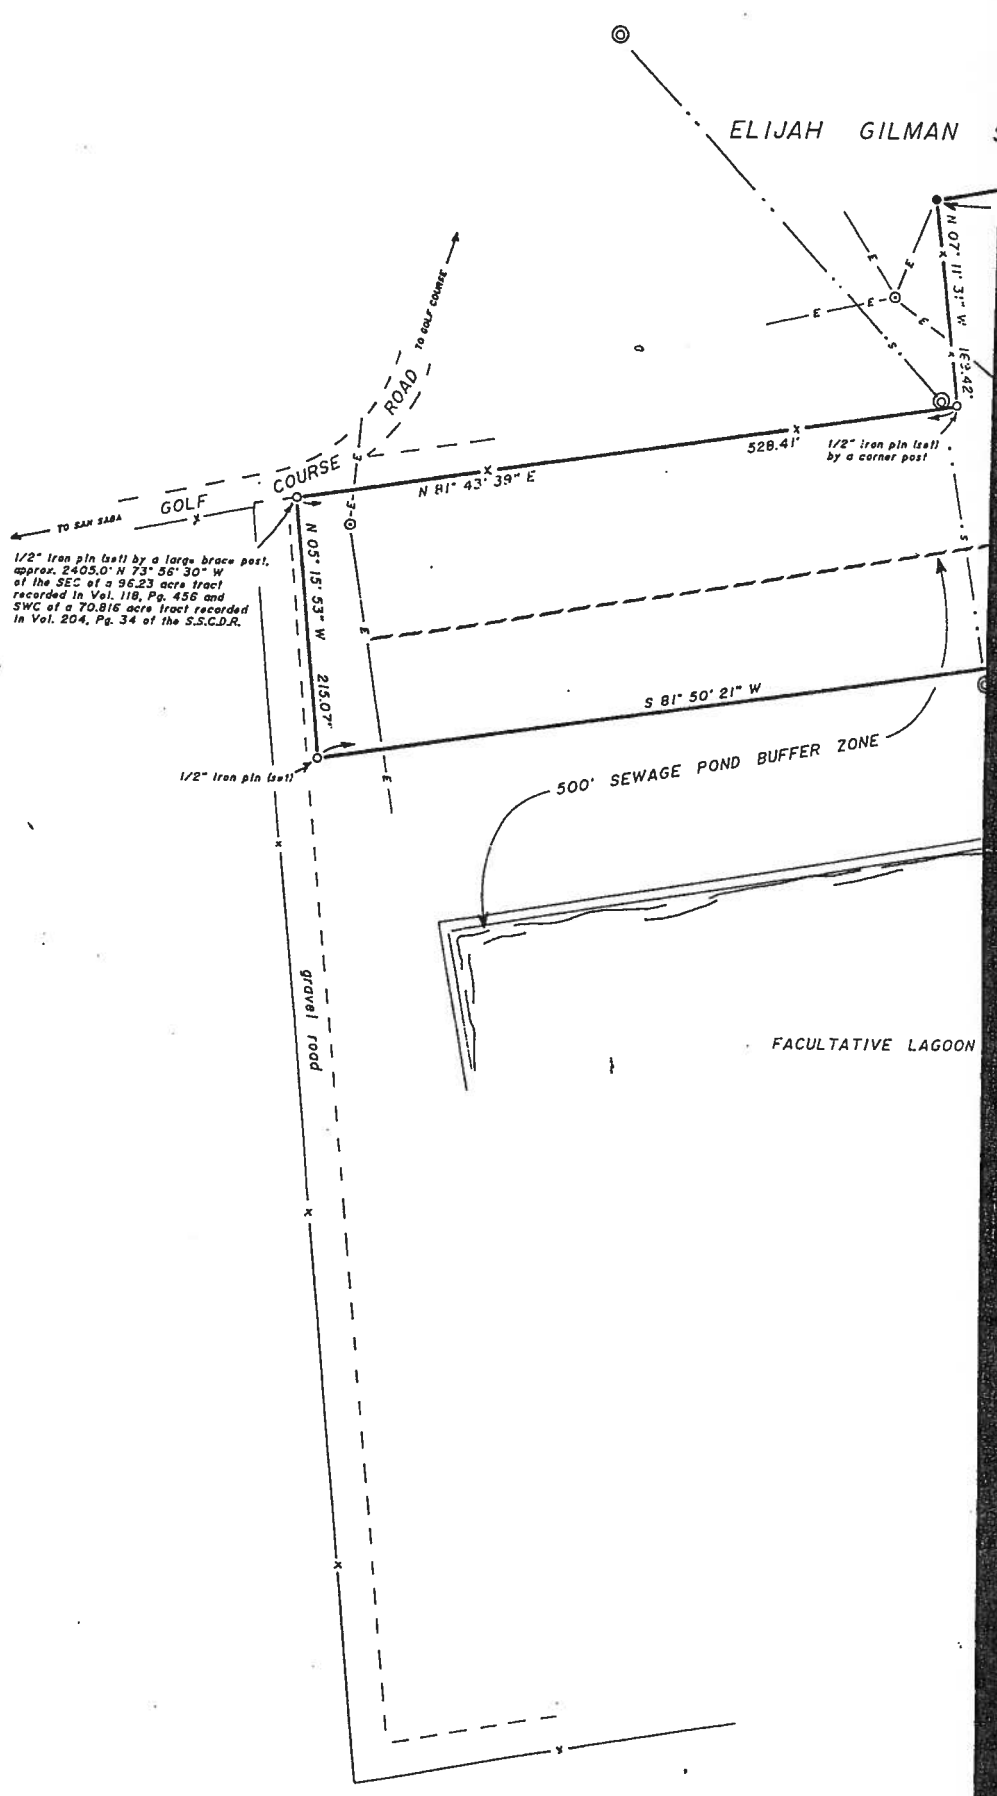 ELIJAH GILMAN
N 07° 11' 31" W 169.42'
TO GOLF COURSE
ROAD
COURSE
GOLF
TO SAN SABA
N 81° 43' 39" E
528.41'
1/2" iron pin (set)
by a corner post
1/2" iron pin (set) by a large brace post,
approx. 2405.0' N 73° 56' 30" W
of the SEC of a 96.23 acre tract
recorded in Vol. 118, Pg. 456 and
SWC of a 70.816 acre tract recorded
in Vol. 204, Pg. 34 of the S.S.C.D.R.
N 05° 15' 53" W 215.07'
S 81° 50' 21" W
1/2" iron pin (set)
500' SEWAGE POND BUFFER ZONE
gravel road
FACULTATIVE LAGOON